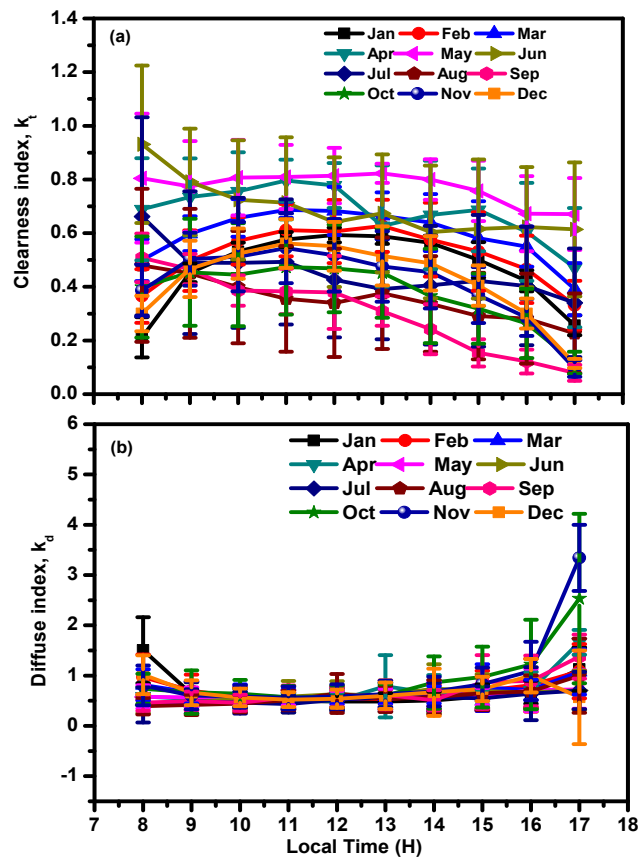 (a)
Jan Feb Mar
Apr May Jun
Jul Aug Sep
Oct Nov Dec
Clearness index, kt
1.4
1.2
1.0
0.8
0.6
0.4
0.2
0.0
(b)
Jan Feb Mar
Apr May Jun
Jul Aug Sep
Oct Nov Dec
Diffuse index, kd
6
5
4
3
2
1
0
-1
7 8 9 10 11 12 13 14 15 16 17 18
Local Time (H)